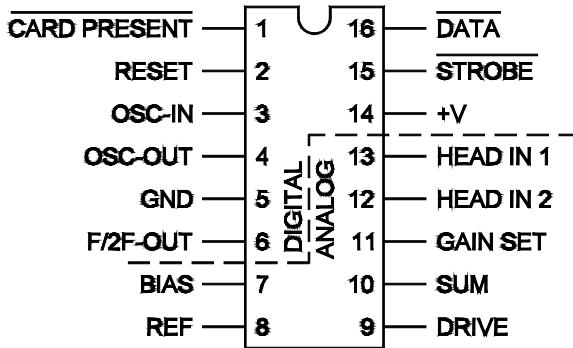 CARD PRESENT 1 16 DATA
RESET 2 15 STROBE
OSC-IN 3 14 +V
OSC-OUT 4 13 HEAD IN 1
GND 5 12 HEAD IN 2
F/2F-OUT 6 11 GAIN SET
BIAS 7 10 SUM
REF 8 9 DRIVE
DIGITAL
ANALOG